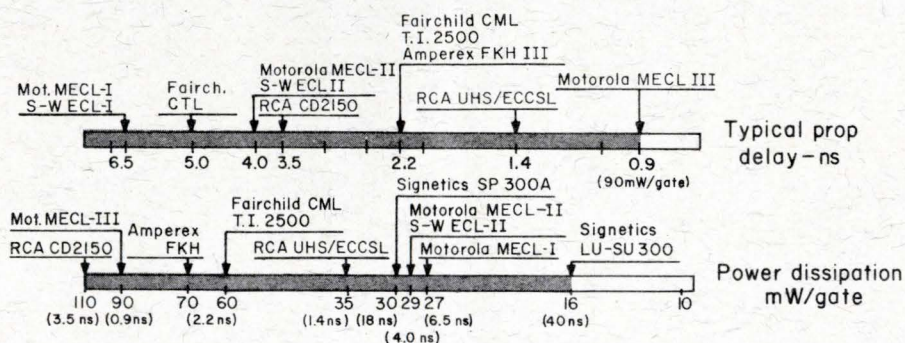 Fairchild CML
T.I. 2500
Amperex FKH III
Motorola MECL-II
S-W ECL II
RCA CD2150
Mot. MECL-I
S-W ECL-I
Fairch.
CTL
RCA UHS/ECCSL
Motorola MECL III
6.5 5.0 4.0 3.5 2.2 1.4 0.9
(90mW/gate)
Typical prop
delay-ns
Signetics SP 300A
Fairchild CML
T.I. 2500
Motorola MECL-II
S-W ECL-II
Mot. MECL-III
RCA CD2150
Amperex
FKH
RCA UHS/ECCSL
Motorola MECL-I
Signetics
LU-SU 300
110 90 70 60 35 30 29 27 16 10
(3.5 ns) (0.9ns) (2.2 ns) (1.4ns) (18 ns) (6.5 ns) (40ns)
(4.0 ns)
Power dissipation
mW/gate